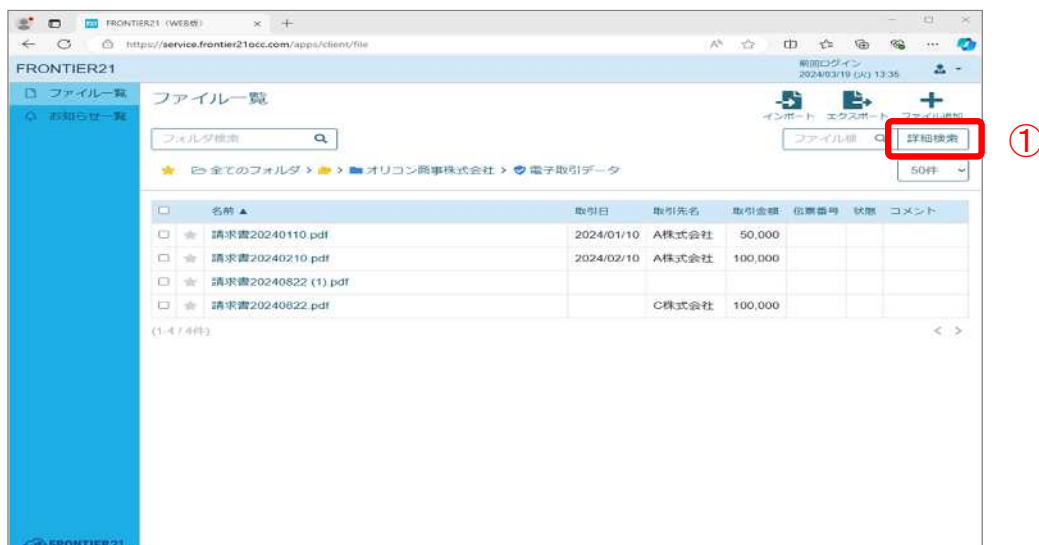 FRONTIER21 (WEB版)
https://service.frontier21occ.com/apps/client/file
FRONTIER21
前回ログイン
2024/03/19 (火) 13:35
ファイル一覧
お知らせ一覧
ファイル一覧
インポート エクスポート ファイル追加
フォルダ検索
ファイル検
詳細検索
①
全てのフォルダ > > オリコン商事株式会社 > 電子取引データ
50件
名前 ▲ 取引日 取引先名 取引金額 伝票番号 状態 コメント
請求書20240110.pdf 2024/01/10 A株式会社 50,000
請求書20240210.pdf 2024/02/10 A株式会社 100,000
請求書20240822 (1).pdf
請求書20240822.pdf C株式会社 100,000
(1-4 / 4件) < >
FRONTIER21